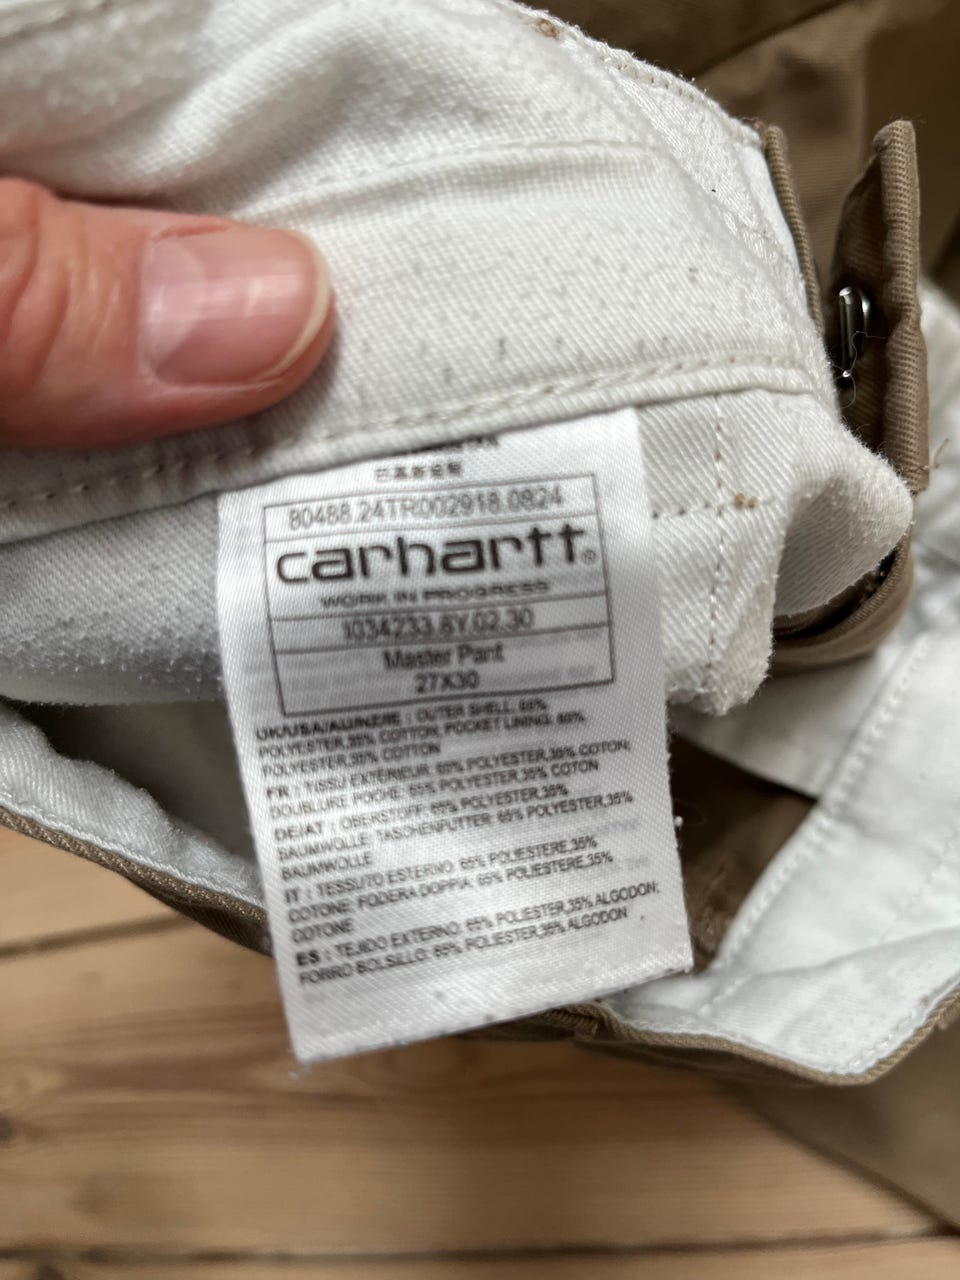 80488.24TR002918.0824
carhartt®
WORK IN PROGRESS
1034233.8Y.02.30
Master Pant
27X30
UK/USA/AU/NZ/IE : OUTER SHELL: 65%
POLYESTER,35% COTTON; POCKET LINING: 65%
POLYESTER,35% COTTON
FR : TISSU EXTÉRIEUR: 65% POLYESTER,35% COTON;
DOUBLURE POCHE: 65% POLYESTER,35% COTON
DE/AT : OBERSTOFF: 65% POLYESTER,35%
BAUMWOLLE; TASCHENFUTTER: 65% POLYESTER,35%
BAUMWOLLE
IT : TESSUTO ESTERNO: 65% POLIESTERE,35%
COTONE; FODERA DOPPIA: 65% POLIESTERE,35%
COTONE
ES : TEJIDO EXTERNO: 65% POLIESTER,35% ALGODON;
FORRO BOLSILLO: 65% POLIESTER,35% ALGODON